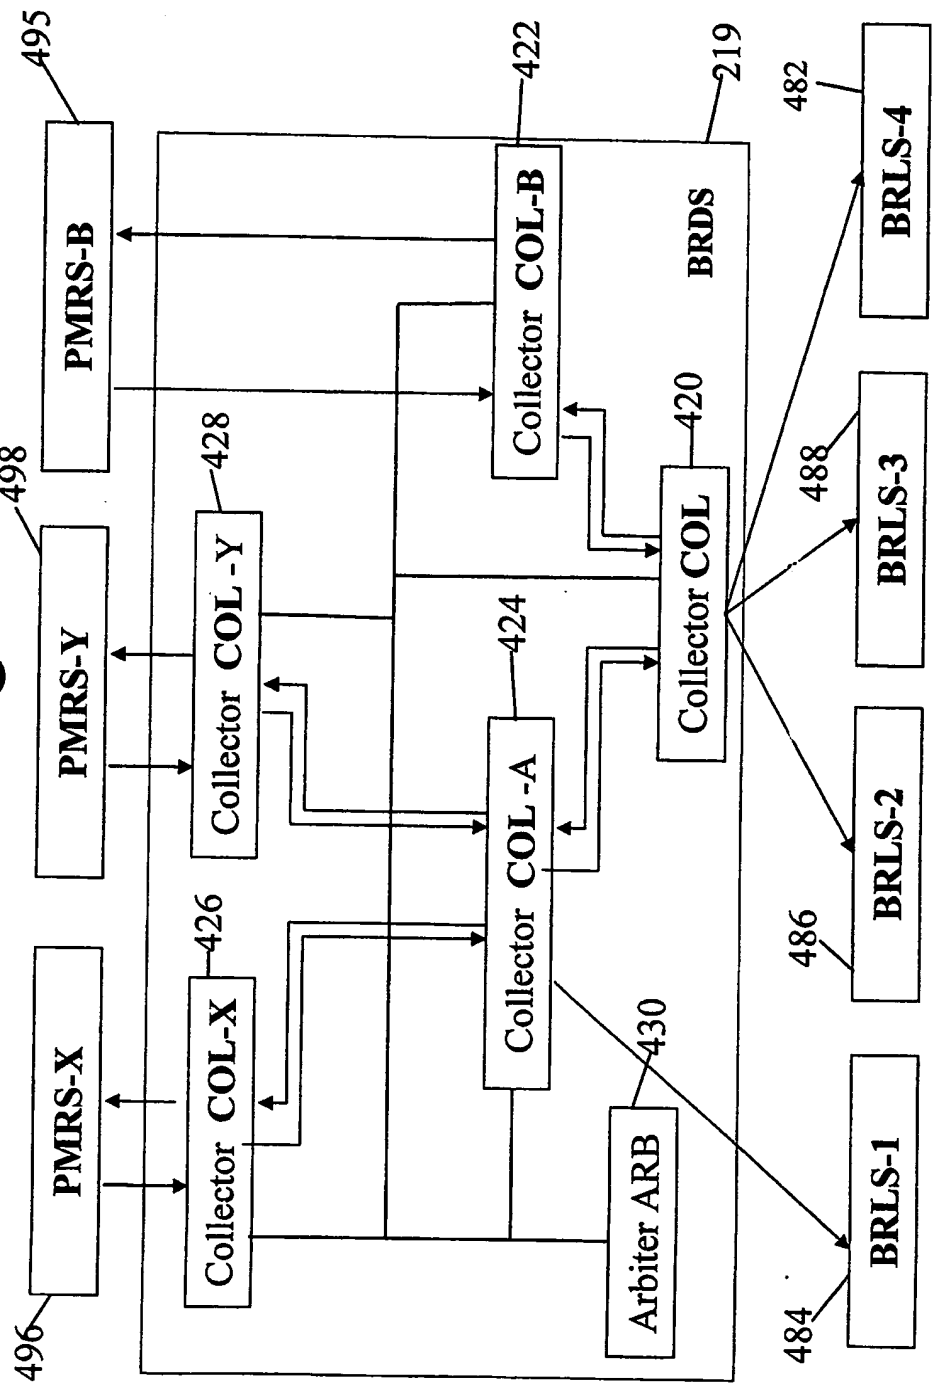 496
498
495
PMRS-X
PMRS-Y
PMRS-B
426
428
Collector COL-X
Collector COL -Y
424
422
Collector COL -A
Collector COL-B
430
420
Arbiter ARB
Collector COL
BRDS
219
484
486
488
482
BRLS-1
BRLS-2
BRLS-3
BRLS-4